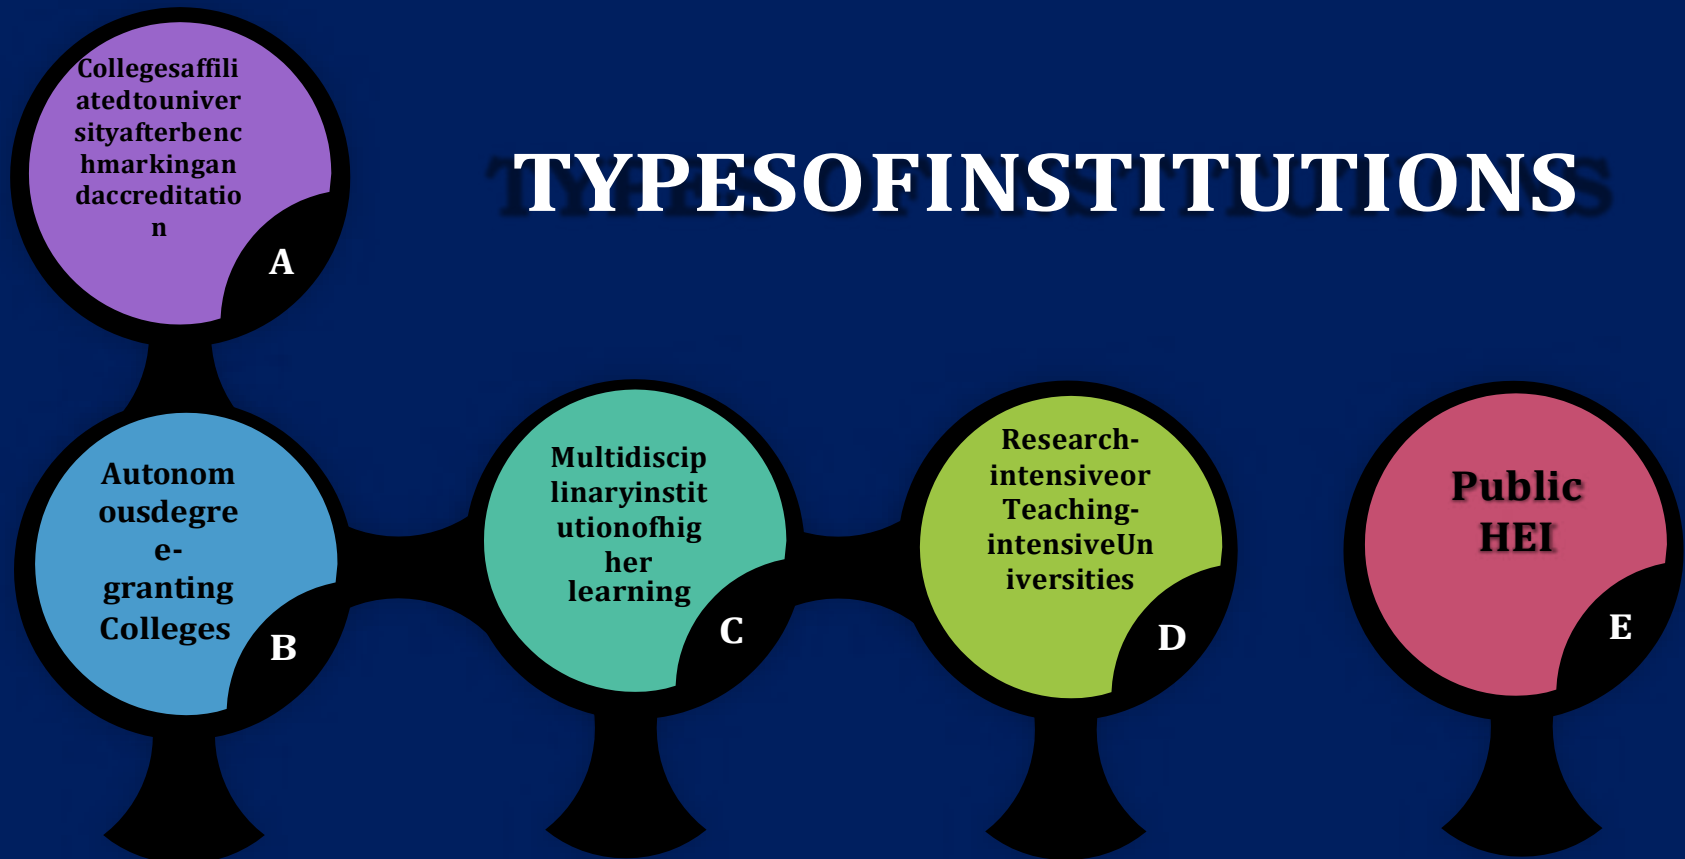 Collegesaffili
atedtouniver
sityafterbenc
hmarkingan
daccreditatio
n
A
TYPESOFINSTITUTIONS
Autonom
ousdegre
e-
granting
Colleges
B
Multidiscip
linaryinstit
utionofhig
her
learning
C
Research-
intensiveor
Teaching-
intensiveUn
iversities
D
Public
HEI
E